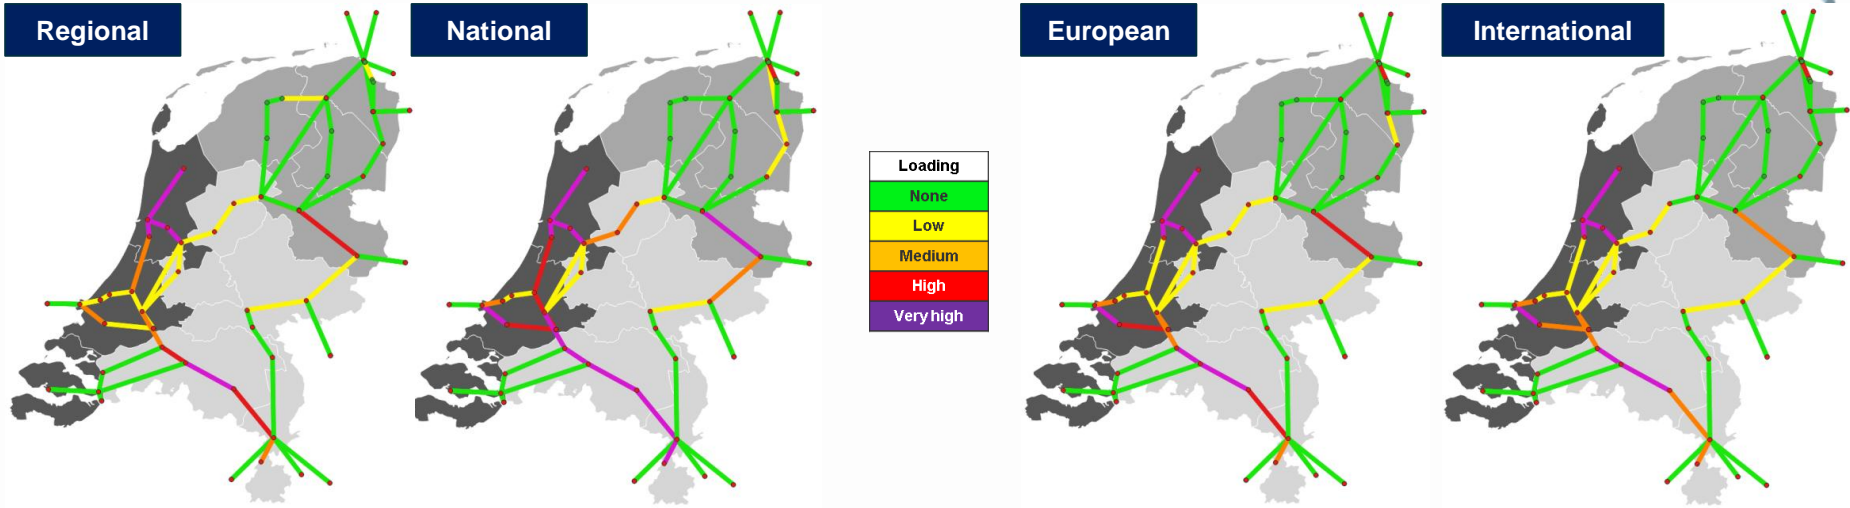 Regional
National
European
International
Loading
None
Low
Medium
High
Very high